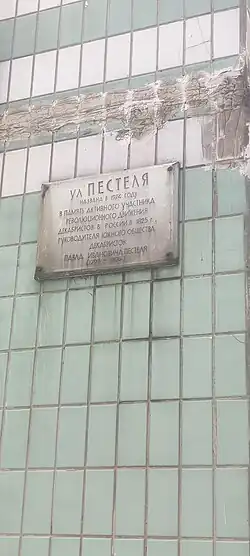 УЛ ПЕСТЕЛЯ
НАЗВАНА В 1974 ГОДУ
В ПАМЯТЬ АКТИВНОГО УЧАСТНИКА
РЕВОЛЮЦИОННОГО ДВИЖЕНИЯ
ДЕКАБРИСТОВ В РОССИИ В 1825 Г.,
РУКОВОДИТЕЛЯ ЮЖНОГО ОБЩЕСТВА
ДЕКАБРИСТОВ
ПАВЛА ИВАНОВИЧА ПЕСТЕЛЯ